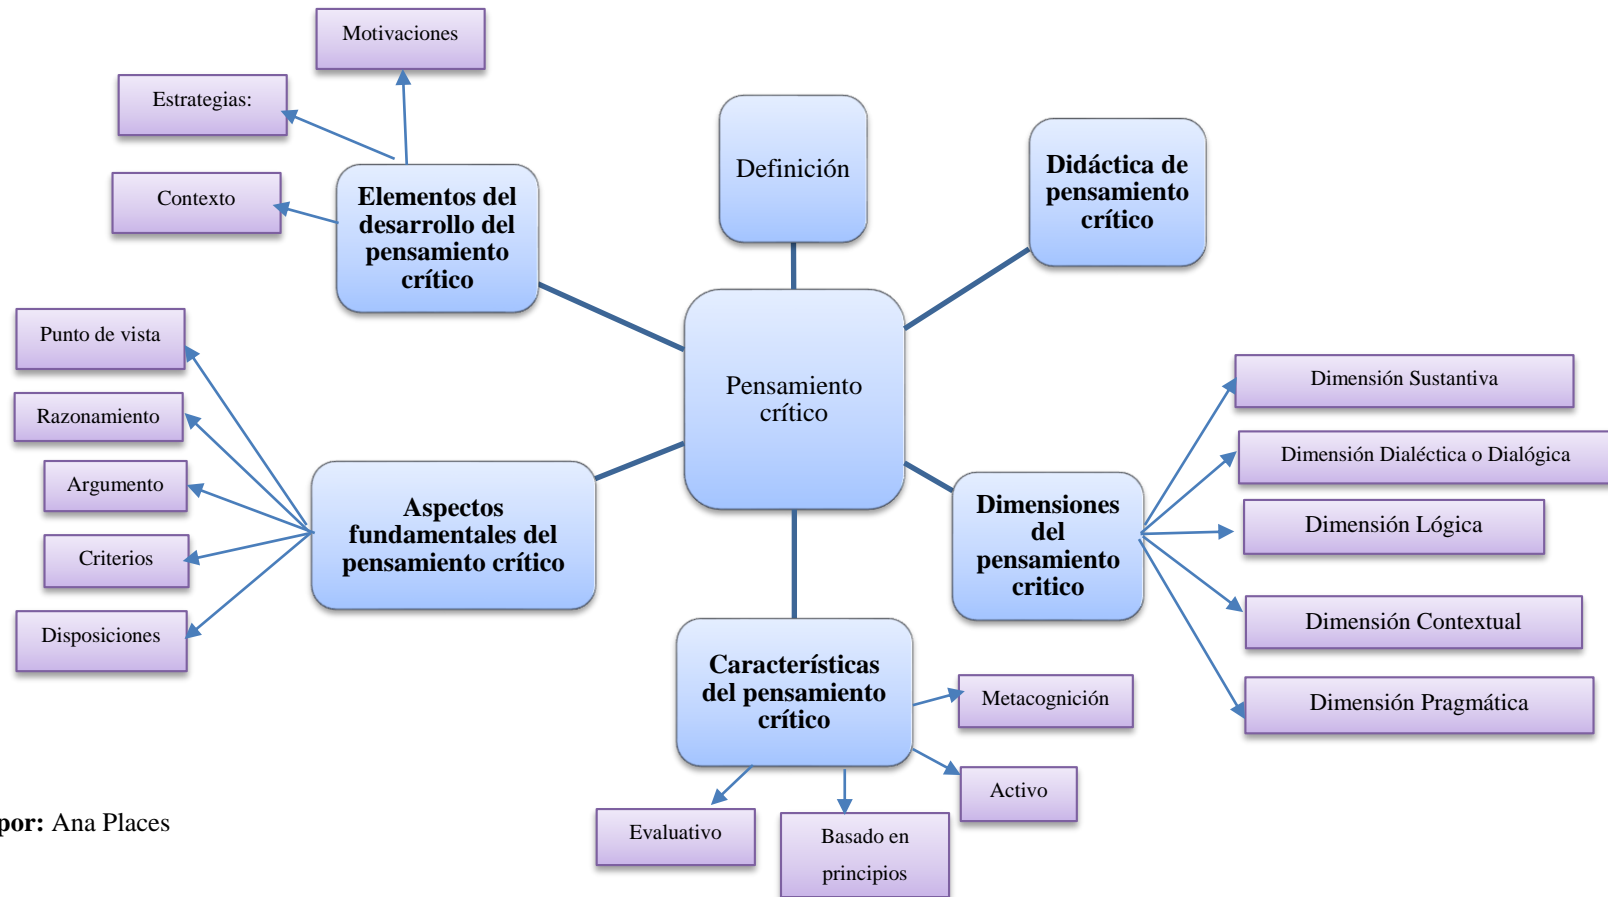 Motivaciones
Estrategias:
Contexto
Elementos del
desarrollo del
pensamiento
crítico
Definición
Didáctica de
pensamiento
crítico
Pensamiento
crítico
Punto de vista
Razonamiento
Argumento
Criterios
Disposiciones
Aspectos
fundamentales del
pensamiento crítico
Dimensiones
del
pensamiento
critico
Dimensión Sustantiva
Dimensión Dialéctica o Dialógica
Dimensión Lógica
Dimensión Contextual
Dimensión Pragmática
Características
del pensamiento
crítico
Metacognición
Activo
Basado en
principios
Evaluativo
por: Ana Places